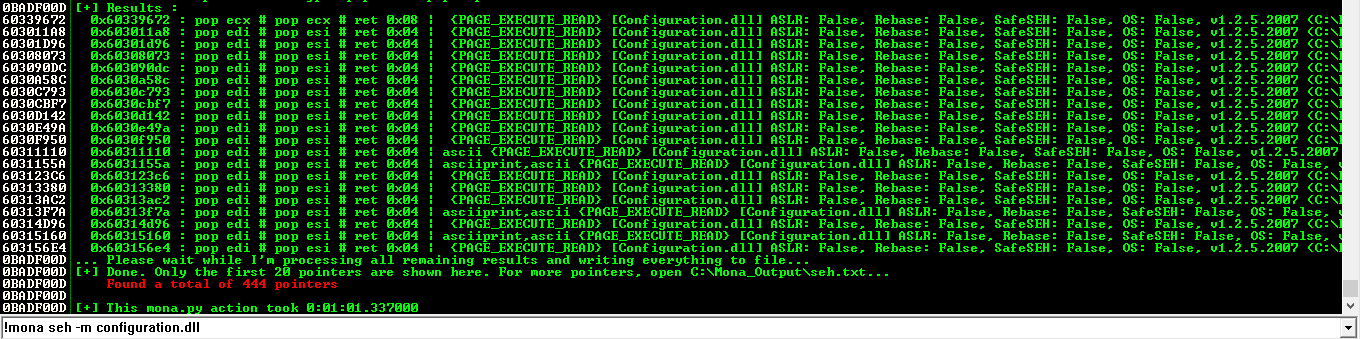 0BADF00D [+] Results :
60339672 0x60339672 : pop ecx # pop ecx # ret 0x08 | {PAGE_EXECUTE_READ} [Configuration.dll] ASLR: False, Rebase: False, SafeSEH: False, OS: False, v1.2.5.2007 (C:\
603011A8 0x603011a8 : pop edi # pop esi # ret 0x04 | {PAGE_EXECUTE_READ} [Configuration.dll] ASLR: False, Rebase: False, SafeSEH: False, OS: False, v1.2.5.2007 (C:\
60301D96 0x60301d96 : pop edi # pop esi # ret 0x04 | {PAGE_EXECUTE_READ} [Configuration.dll] ASLR: False, Rebase: False, SafeSEH: False, OS: False, v1.2.5.2007 (C:\
60308073 0x60308073 : pop edi # pop esi # ret 0x04 | {PAGE_EXECUTE_READ} [Configuration.dll] ASLR: False, Rebase: False, SafeSEH: False, OS: False, v1.2.5.2007 (C:\
603090DC 0x603090dc : pop edi # pop esi # ret 0x04 | {PAGE_EXECUTE_READ} [Configuration.dll] ASLR: False, Rebase: False, SafeSEH: False, OS: False, v1.2.5.2007 (C:\
6030A58C 0x6030a58c : pop edi # pop esi # ret 0x04 | {PAGE_EXECUTE_READ} [Configuration.dll] ASLR: False, Rebase: False, SafeSEH: False, OS: False, v1.2.5.2007 (C:\
6030C793 0x6030c793 : pop edi # pop esi # ret 0x04 | {PAGE_EXECUTE_READ} [Configuration.dll] ASLR: False, Rebase: False, SafeSEH: False, OS: False, v1.2.5.2007 (C:\
6030CBF7 0x6030cbf7 : pop edi # pop esi # ret 0x04 | {PAGE_EXECUTE_READ} [Configuration.dll] ASLR: False, Rebase: False, SafeSEH: False, OS: False, v1.2.5.2007 (C:\
6030D142 0x6030d142 : pop edi # pop esi # ret 0x04 | {PAGE_EXECUTE_READ} [Configuration.dll] ASLR: False, Rebase: False, SafeSEH: False, OS: False, v1.2.5.2007 (C:\
6030E49A 0x6030e49a : pop edi # pop esi # ret 0x04 | {PAGE_EXECUTE_READ} [Configuration.dll] ASLR: False, Rebase: False, SafeSEH: False, OS: False, v1.2.5.2007 (C:\
6030F950 0x6030f950 : pop edi # pop esi # ret 0x04 | {PAGE_EXECUTE_READ} [Configuration.dll] ASLR: False, Rebase: False, SafeSEH: False, OS: False, v1.2.5.2007 (C:\
60311110 0x60311110 : pop edi # pop esi # ret 0x04 | ascii {PAGE_EXECUTE_READ} [Configuration.dll] ASLR: False, Rebase: False, SafeSEH: False, OS: False, v1.2.5.2007
6031155A 0x6031155a : pop edi # pop esi # ret 0x04 | asciiprint,ascii {PAGE_EXECUTE_READ} [Configuration.dll] ASLR: False, Rebase: False, SafeSEH: False, OS: False,
603123C6 0x603123c6 : pop edi # pop esi # ret 0x04 | {PAGE_EXECUTE_READ} [Configuration.dll] ASLR: False, Rebase: False, SafeSEH: False, OS: False, v1.2.5.2007 (C:\
60313380 0x60313380 : pop edi # pop esi # ret 0x04 | {PAGE_EXECUTE_READ} [Configuration.dll] ASLR: False, Rebase: False, SafeSEH: False, OS: False, v1.2.5.2007 (C:\
60313AC2 0x60313ac2 : pop edi # pop esi # ret 0x04 | {PAGE_EXECUTE_READ} [Configuration.dll] ASLR: False, Rebase: False, SafeSEH: False, OS: False, v1.2.5.2007 (C:\
60313F7A 0x60313f7a : pop edi # pop esi # ret 0x04 | asciiprint,ascii {PAGE_EXECUTE_READ} [Configuration.dll] ASLR: False, Rebase: False, SafeSEH: False, OS: False,
60314D96 0x60314d96 : pop edi # pop esi # ret 0x04 | {PAGE_EXECUTE_READ} [Configuration.dll] ASLR: False, Rebase: False, SafeSEH: False, OS: False, v1.2.5.2007 (C:\
60315160 0x60315160 : pop edi # pop esi # ret 0x04 | asciiprint,ascii {PAGE_EXECUTE_READ} [Configuration.dll] ASLR: False, Rebase: False, SafeSEH: False, OS: False,
603156E4 0x603156e4 : pop edi # pop esi # ret 0x04 | {PAGE_EXECUTE_READ} [Configuration.dll] ASLR: False, Rebase: False, SafeSEH: False, OS: False, v1.2.5.2007 (C:\
0BADF00D ... Please wait while I'm processing all remaining results and writing everything to file...
0BADF00D [+] Done. Only the first 20 pointers are shown here. For more pointers, open C:\Mona_Output\seh.txt...
0BADF00D Found a total of 444 pointers
0BADF00D
0BADF00D [+] This mona.py action took 0:01:01.337000
!mona seh -m configuration.dll